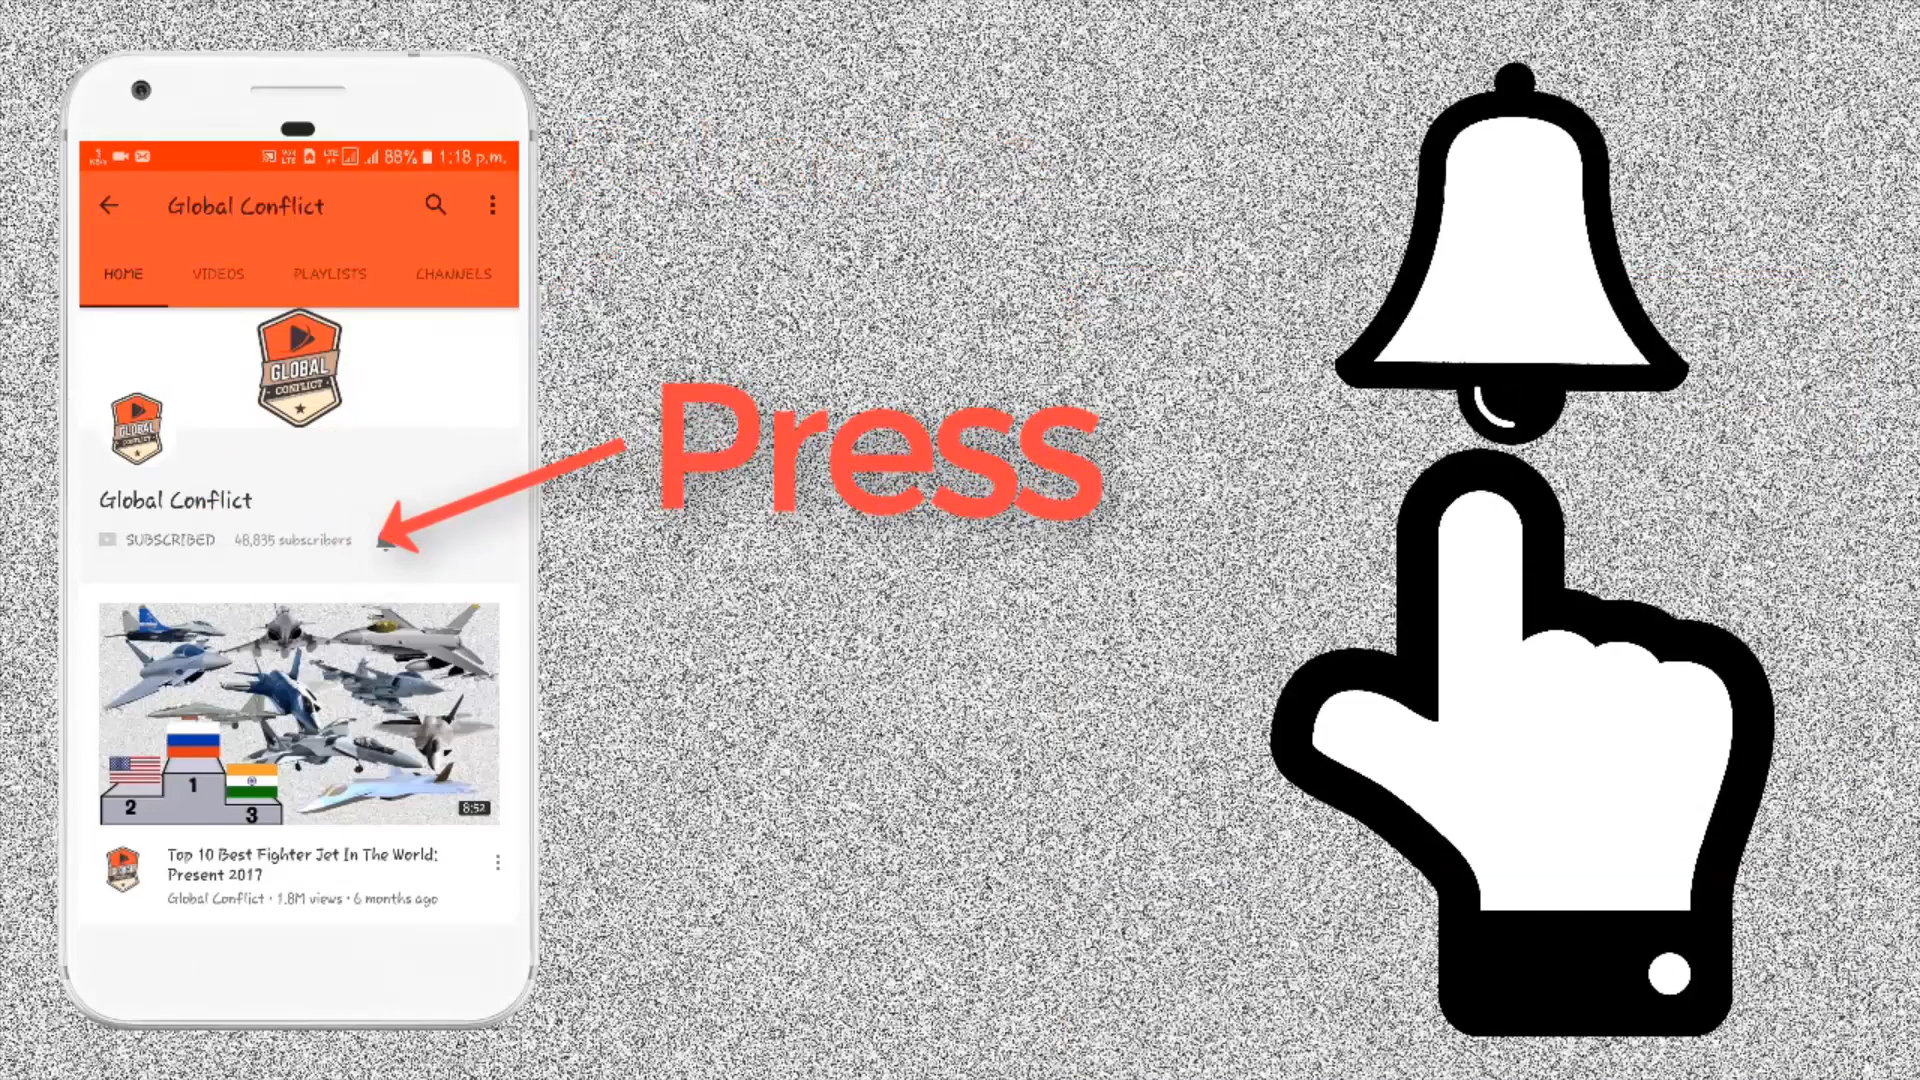 88% 1:18 p.m.
Global Conflict
HOME VIDEOS PLAYLISTS CHANNELS
GLOBAL
CONFLICT
GLOBAL
CONFLICT
Global Conflict
SUBSCRIBED 48,835 subscribers
Press
1
2
3
8:52
Top 10 Best Fighter Jet In The World:
Present 2017
Global Conflict • 1.8M views • 6 months ago